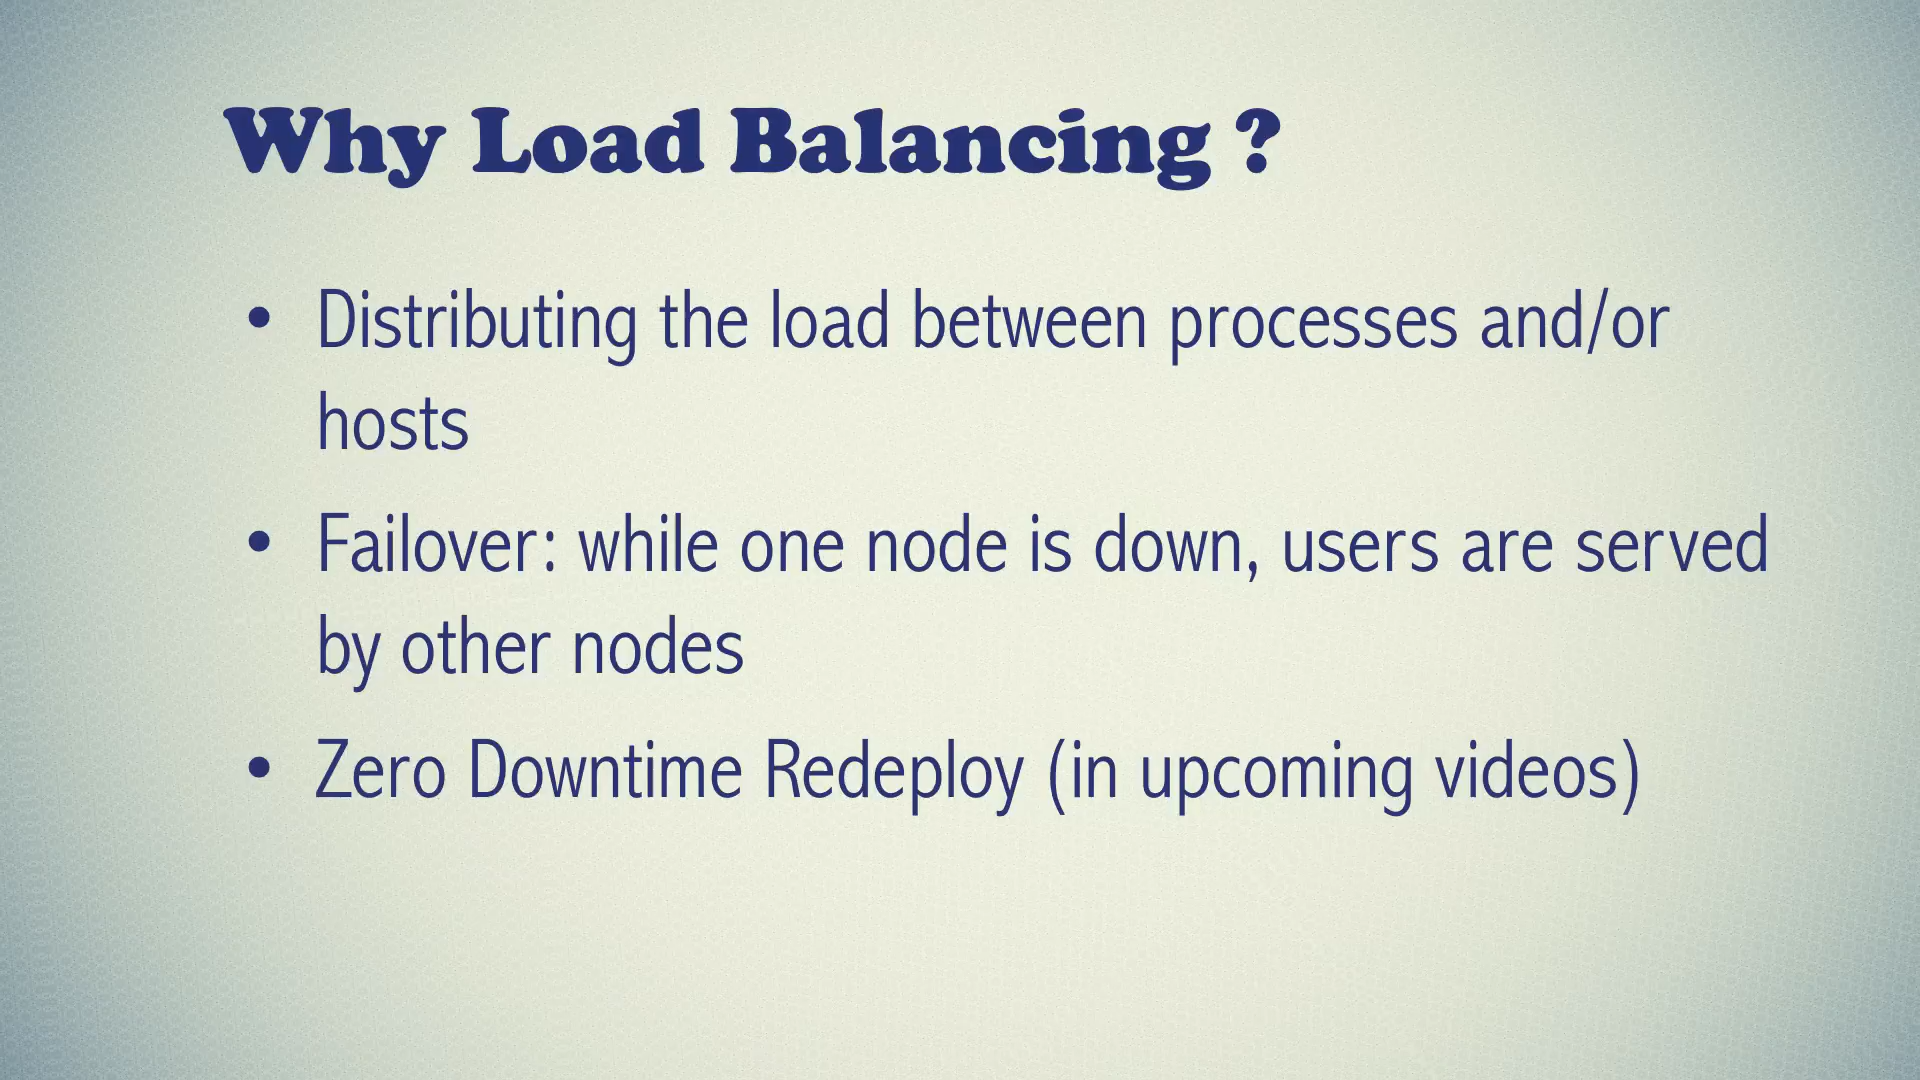 Why Load Balancing ?
• Distributing the load between processes and/or
hosts
• Failover: while one node is down, users are served
by other nodes
• Zero Downtime Redeploy (in upcoming videos)